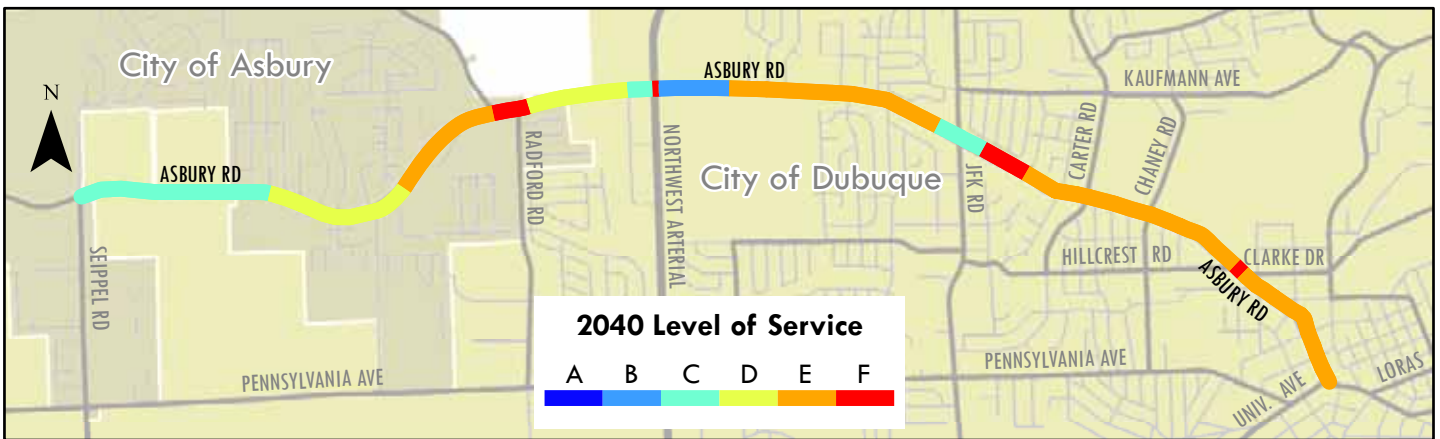 City of Asbury
N
ASBURY RD
ASBURY RD
KAUFMANN AVE
CARTER RD
CHANEY RD
RADFORD RD
NORTHWEST ARTERIAL
City of Dubuque
JFK RD
SEIPPEL RD
HILLCREST RD
CLARKE DR
ASBURY RD
2040 Level of Service
A B C D E F
PENNSYLVANIA AVE
PENNSYLVANIA AVE
UNIV. AVE
LORAS